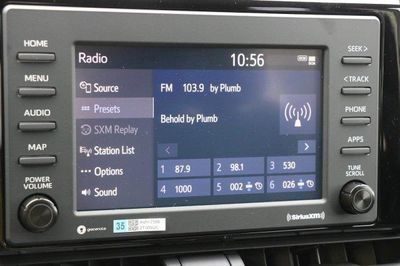 HOME
MENU
AUDIO
MAP
POWER
VOLUME
Radio
10:56
Source
Presets
SXM Replay
Station List
Options
Sound
FM 103.9 by Plumb
Behold by Plumb
1 87.9
2 98.1
3 530
4 1000
5 002
6 026
SEEK >
< TRACK
PHONE
APPS
TUNE
SCROLL
gracenote
35
((SiriusXM))